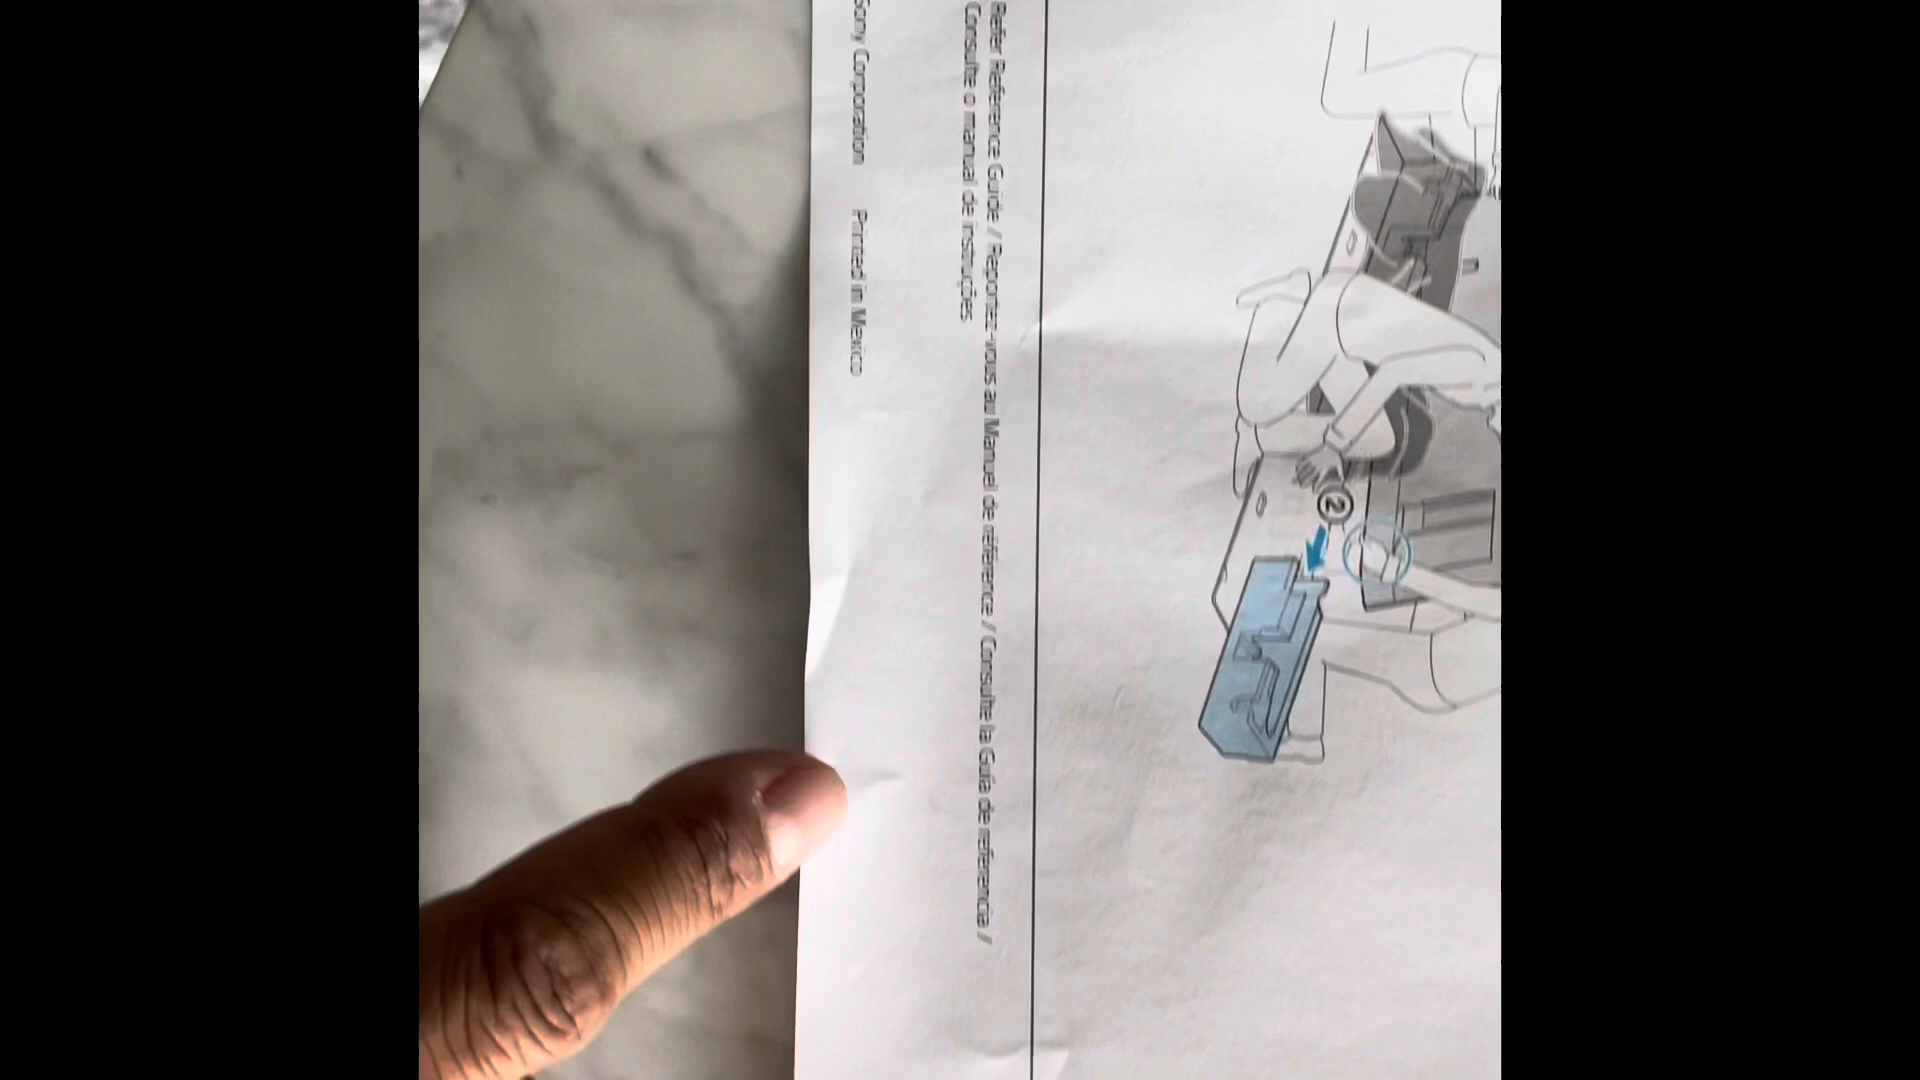 ②
Refer Reference Guide / Reportez-vous au Manuel de référence / Consulte la Guía de referencia //
Consulte o manual de instruções
Sony Corporation Printed in Mexico